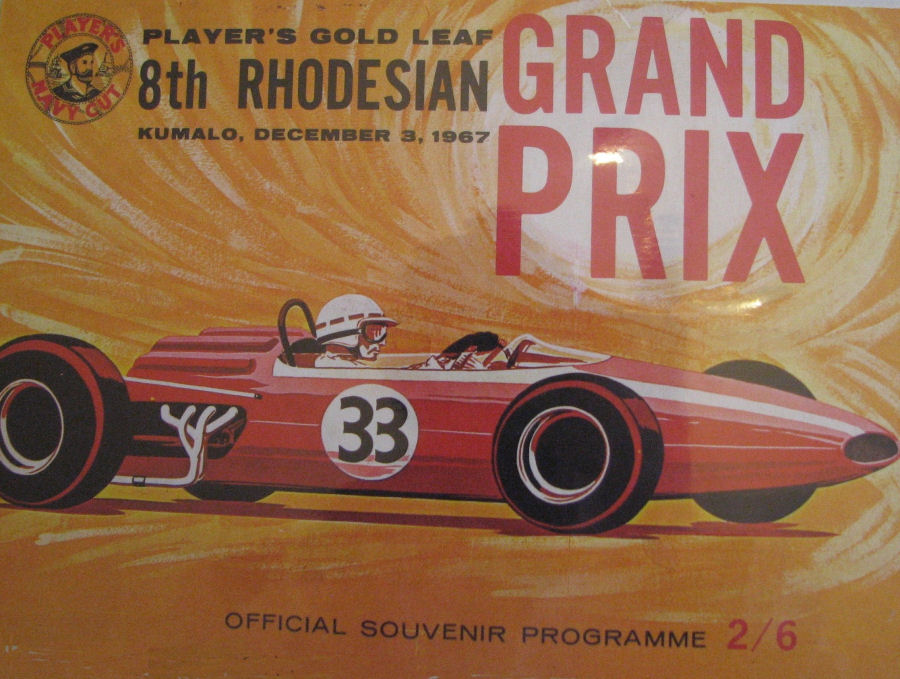 PLAYER'S
NAVY-CUT
PLAYER'S GOLD LEAF
8th RHODESIAN
KUMALO, DECEMBER 3, 1967
GRAND
PRIX
33
OFFICIAL SOUVENIR PROGRAMME 2/6